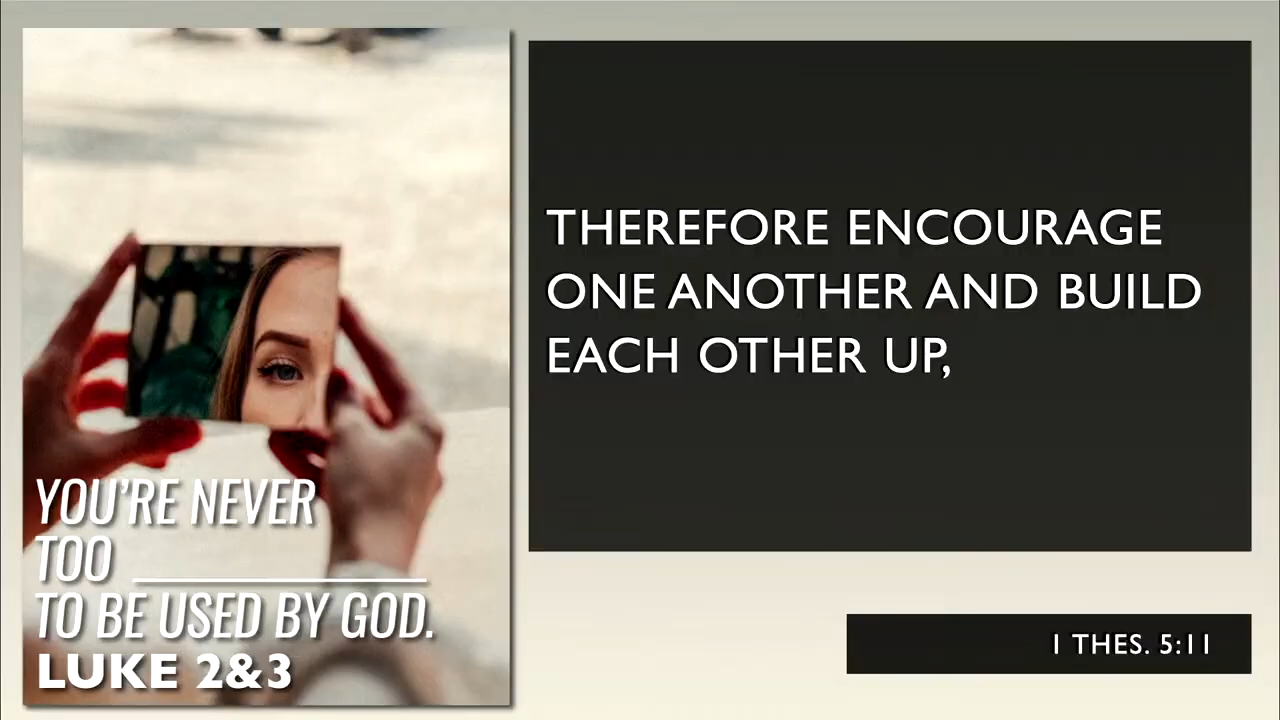 THEREFORE ENCOURAGE
ONE ANOTHER AND BUILD
EACH OTHER UP,
1 THES. 5:11
YOU'RE NEVER
TOO ____________
TO BE USED BY GOD.
LUKE 2&3